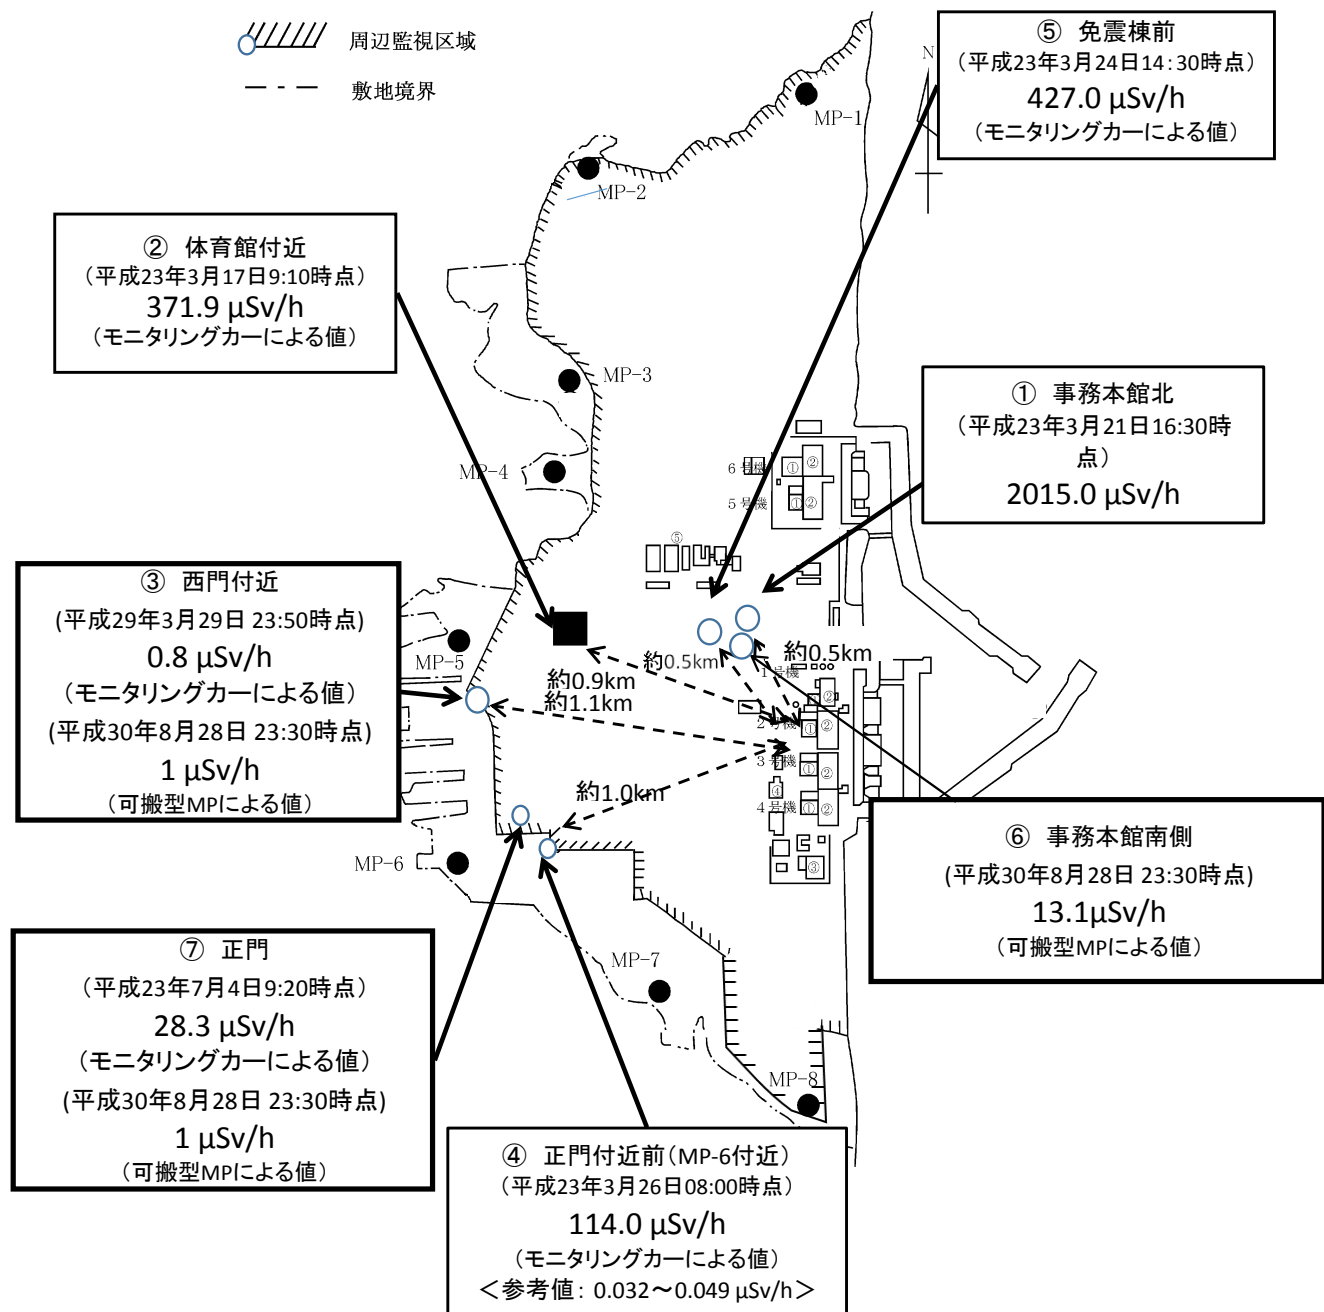 周辺監視区域
敷地境界
⑤ 免震棟前
（平成23年3月24日14:30時点）
427.0 μSv/h
（モニタリングカーによる値）
N
MP-1
MP-2
② 体育館付近
（平成23年3月17日9:10時点）
371.9 μSv/h
（モニタリングカーによる値）
MP-3
① 事務本館北
（平成23年3月21日16:30時
点）
2015.0 μSv/h
MP-4
6号機
①
②
5号機
①
②
⑤
③ 西門付近
(平成29年3月29日 23:50時点)
0.8 μSv/h
（モニタリングカーによる値）
(平成30年8月28日 23:30時点)
1 μSv/h
（可搬型MPによる値）
MP-5
約0.5km
約0.5km
1号機
②
約0.9km
約1.1km
2号機
①
②
3号機
①
②
④
約1.0km
4号機
①
②
③
MP-6
⑥ 事務本館南側
(平成30年8月28日 23:30時点)
13.1μSv/h
（可搬型MPによる値）
⑦ 正門
（平成23年7月4日9:20時点）
28.3 μSv/h
（モニタリングカーによる値）
(平成30年8月28日 23:30時点)
1 μSv/h
（可搬型MPによる値）
MP-7
MP-8
④ 正門付近前（MP-6付近）
（平成23年3月26日08:00時点）
114.0 μSv/h
（モニタリングカーによる値）
＜参考値：0.032～0.049 μSv/h＞